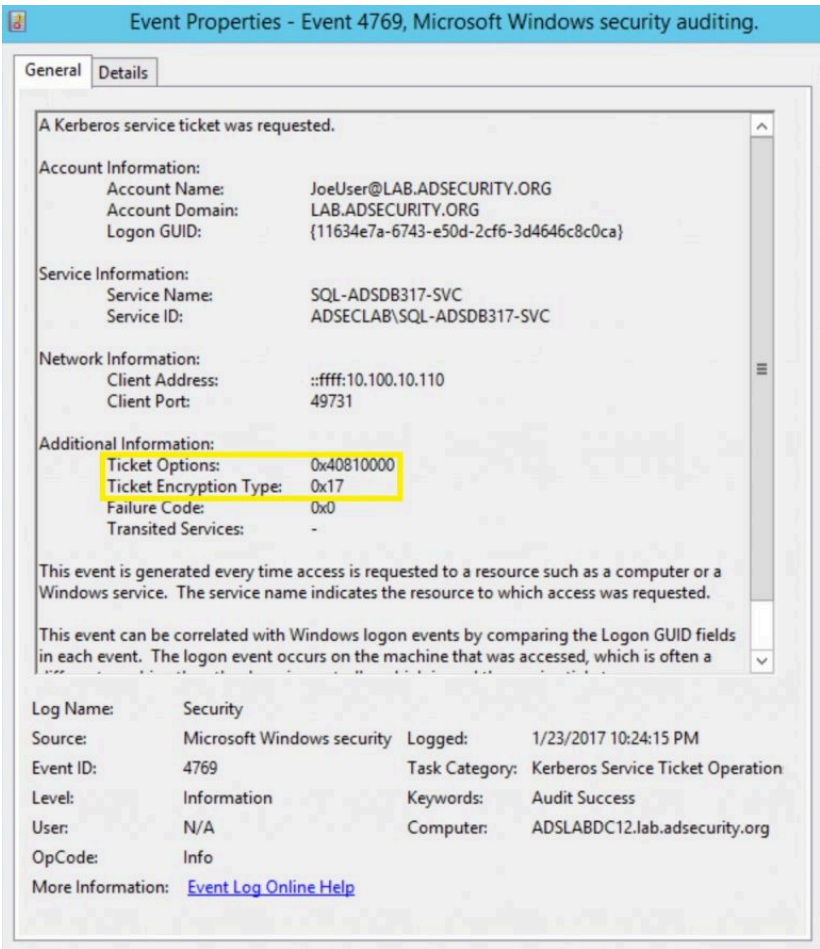 Event Properties - Event 4769, Microsoft Windows security auditing.
General Details
A Kerberos service ticket was requested.
Account Information:
Account Name: JoeUser@LAB.ADSECURITY.ORG
Account Domain: LAB.ADSECURITY.ORG
Logon GUID: {11634e7a-6743-e50d-2cf6-3d4646c8c0ca}
Service Information:
Service Name: SQL-ADSDB317-SVC
Service ID: ADSECLAB\SQL-ADSDB317-SVC
Network Information:
Client Address: ::ffff:10.100.10.110
Client Port: 49731
Additional Information:
Ticket Options: 0x40810000
Ticket Encryption Type: 0x17
Failure Code: 0x0
Transited Services: -
This event is generated every time access is requested to a resource such as a computer or a
Windows service. The service name indicates the resource to which access was requested.
This event can be correlated with Windows logon events by comparing the Logon GUID fields
in each event. The logon event occurs on the machine that was accessed, which is often a
Log Name: Security
Source: Microsoft Windows security Logged: 1/23/2017 10:24:15 PM
Event ID: 4769 Task Category: Kerberos Service Ticket Operation
Level: Information Keywords: Audit Success
User: N/A Computer: ADSLABDC12.lab.adsecurity.org
OpCode: Info
More Information: Event Log Online Help